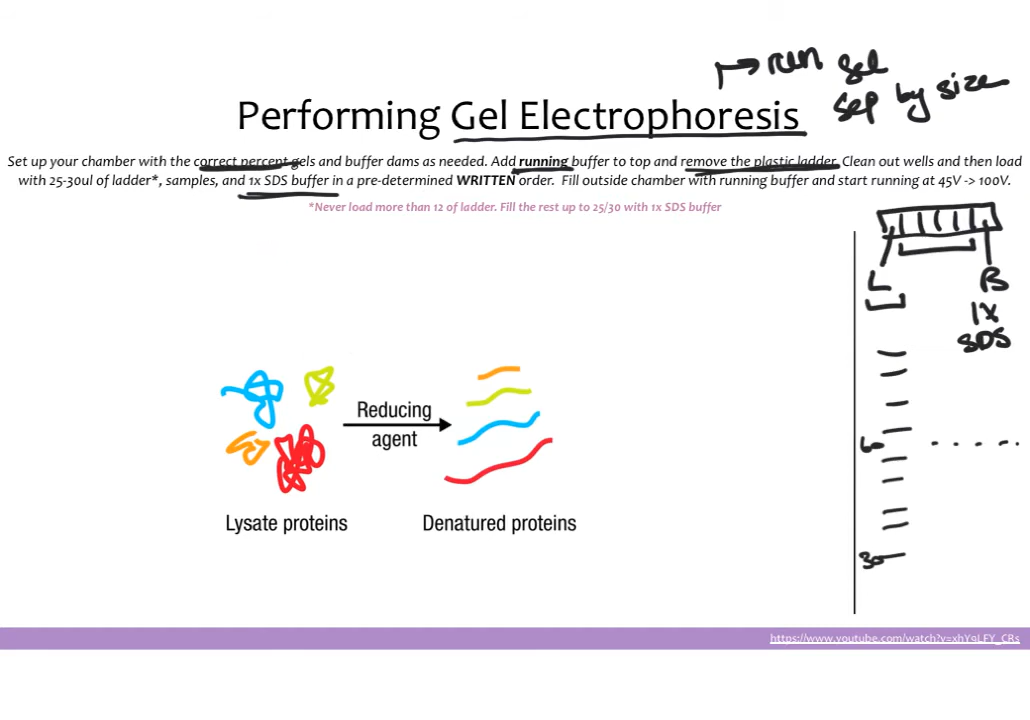 → run gel
sep by size
Performing Gel Electrophoresis
Set up your chamber with the correct percent gels and buffer dams as needed. Add running buffer to top and remove the plastic ladder. Clean out wells and then load
with 25-30ul of ladder*, samples, and 1x SDS buffer in a pre-determined WRITTEN order. Fill outside chamber with running buffer and start running at 45V -> 100V.
*Never load more than 12 of ladder. Fill the rest up to 25/30 with 1x SDS buffer
L
B
1X
SDS
Reducing
agent
60
30
Lysate proteins
Denatured proteins
https://www.youtube.com/watch?v=xhY9LFY_CRs